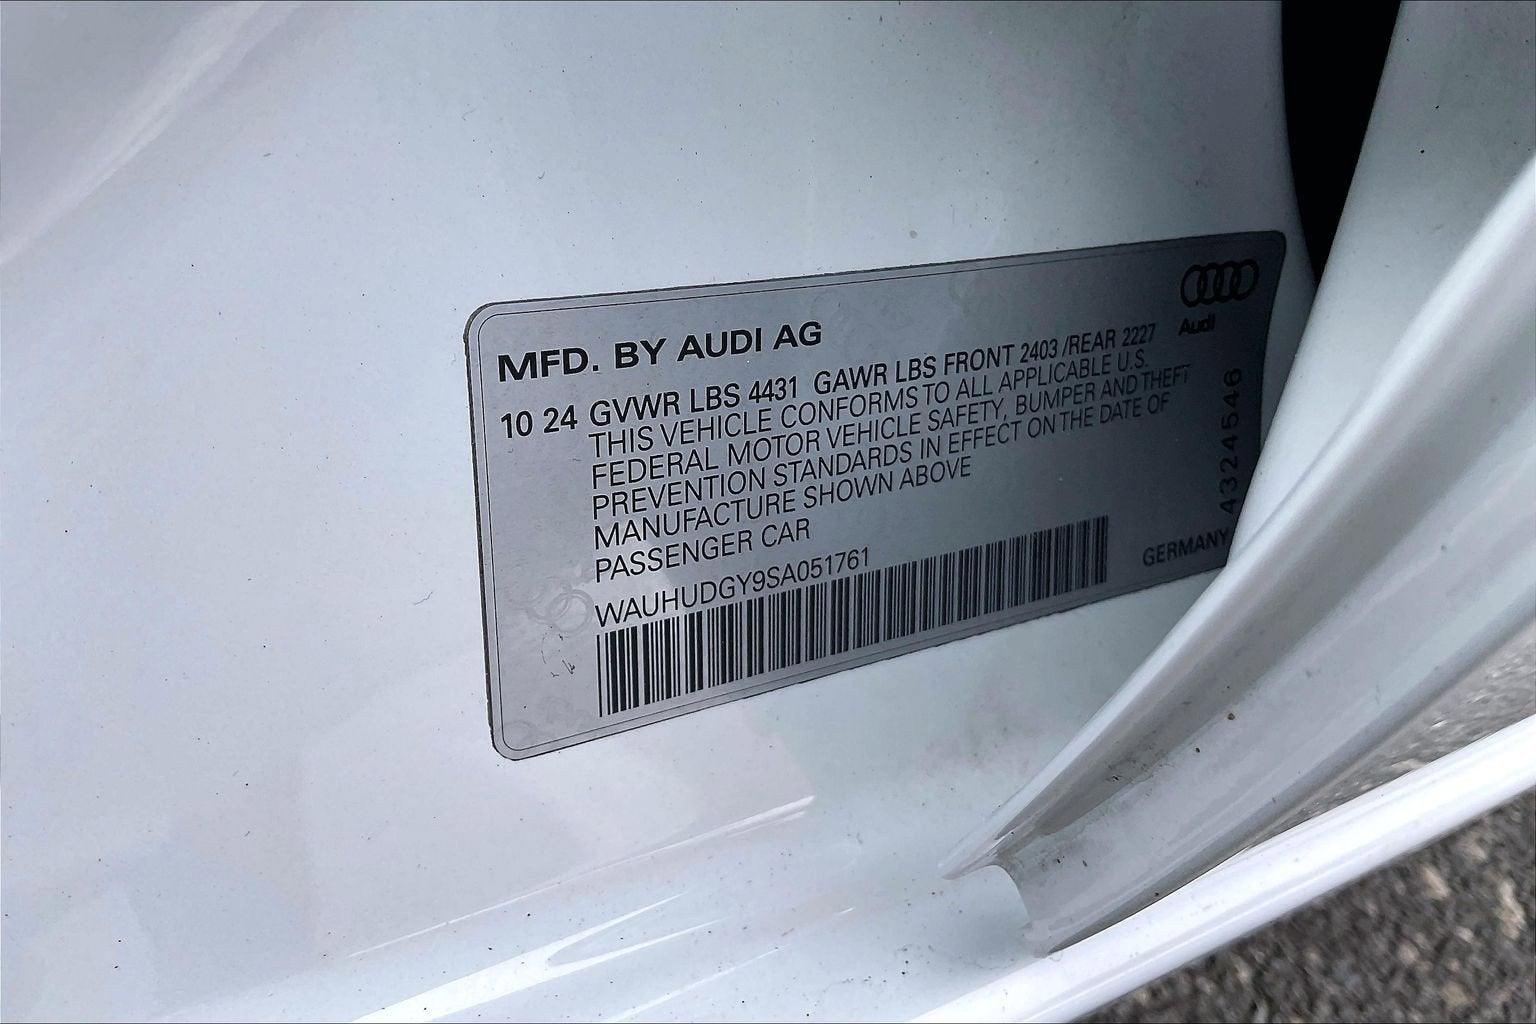 MFD. BY AUDI AG
Audi
10 24 GVWR LBS 4431 GAWR LBS FRONT 2403 /REAR 2227
THIS VEHICLE CONFORMS TO ALL APPLICABLE U.S.
FEDERAL MOTOR VEHICLE SAFETY, BUMPER AND THEFT
PREVENTION STANDARDS IN EFFECT ON THE DATE OF
MANUFACTURE SHOWN ABOVE
PASSENGER CAR
WAUHUDGY9SA051761
GERMANY
4324546